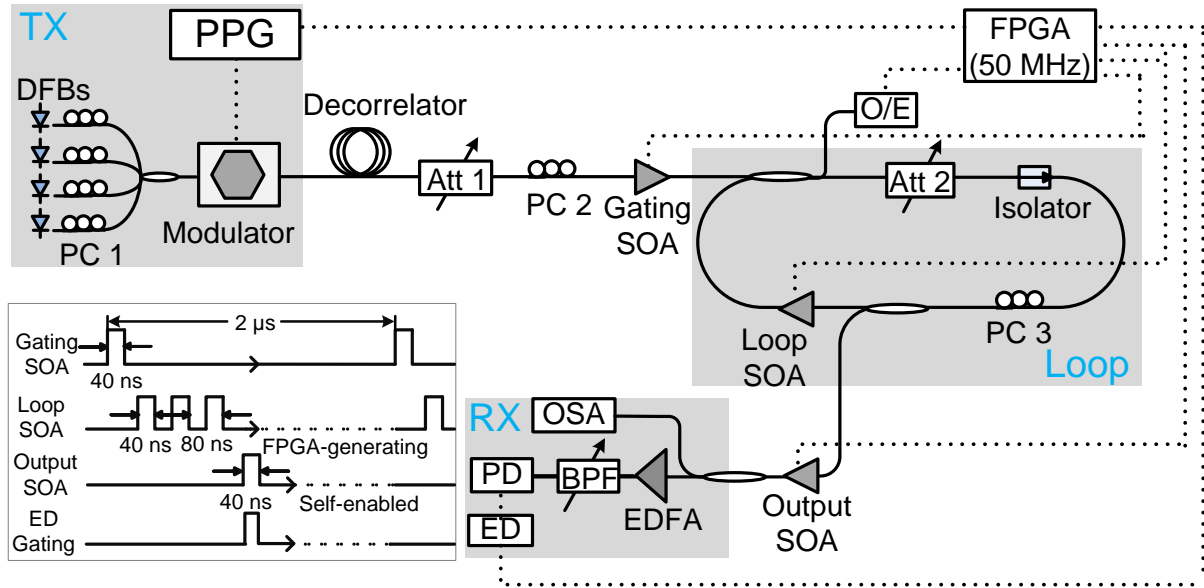 TX
PPG
FPGA
(50 MHz)
DFBs
Decorrelator
O/E
Att 1
Att 2
PC 2
Gating
SOA
Isolator
PC 1
Modulator
PC 3
Loop
SOA
Loop
2 µs
Gating
SOA
40 ns
Loop
SOA
40 ns
80 ns
FPGA-generating
Output
SOA
40 ns
Self-enabled
ED
Gating
RX
OSA
PD
BPF
ED
EDFA
Output
SOA